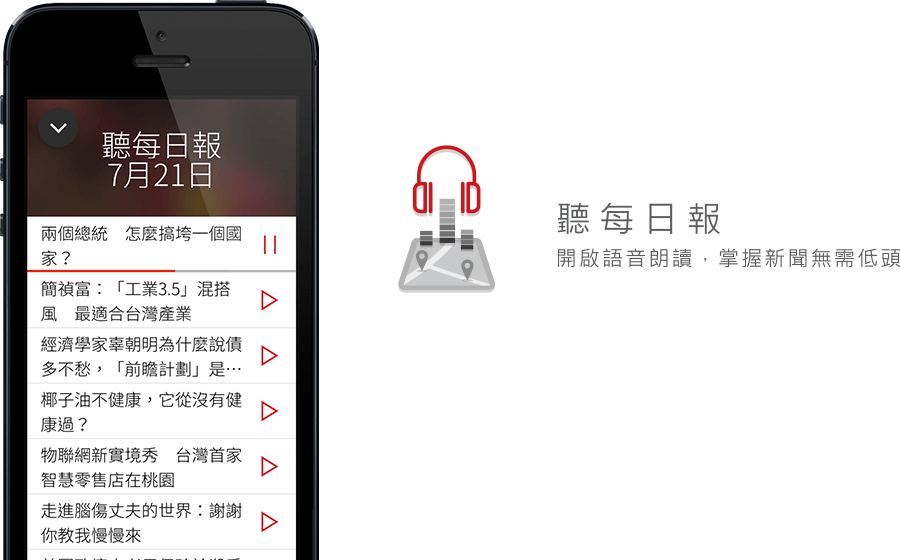 聽每日報
7月21日
兩個總統　怎麼搞垮一個國
家？
簡禎富：「工業3.5」混搭
風　最適合台灣產業
經濟學家辜朝明為什麼說債
多不愁，「前瞻計劃」是…
椰子油不健康，它從沒有健
康過？
物聯網新實境秀　台灣首家
智慧零售店在桃園
走進腦傷丈夫的世界：謝謝
你教我慢慢來
聽每日報
開啟語音朗讀，掌握新聞無需低頭